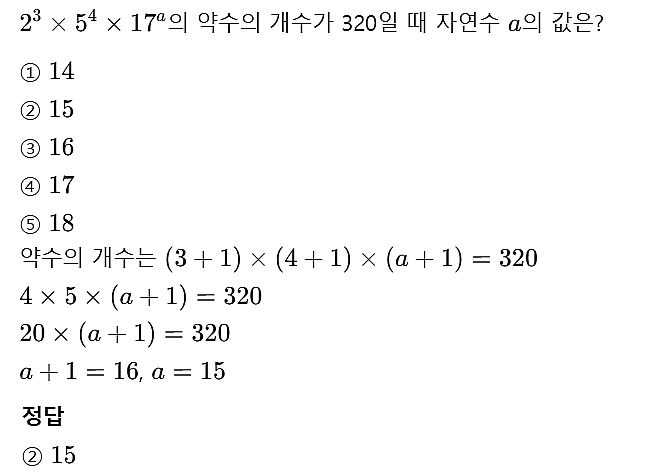 2³ × 5⁴ × 17ᵃ의 약수의 개수가 320일 때 자연수 a의 값은?
① 14
② 15
③ 16
④ 17
⑤ 18
약수의 개수는 (3 + 1) × (4 + 1) × (a + 1) = 320
4 × 5 × (a + 1) = 320
20 × (a + 1) = 320
a + 1 = 16, a = 15
정답
② 15